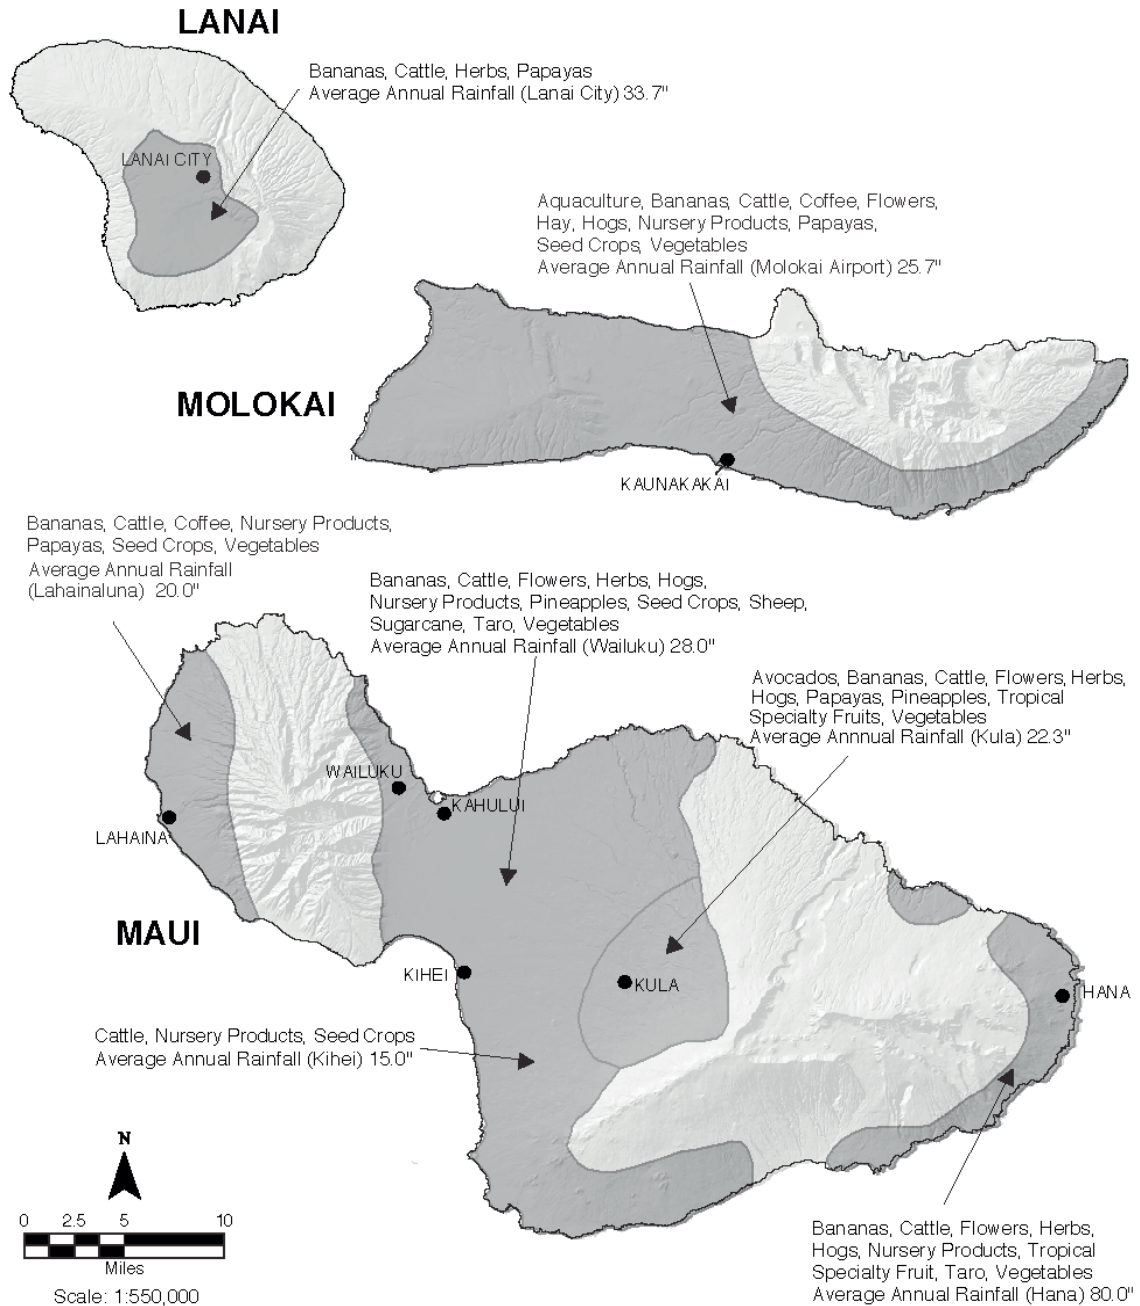 LANAI
Bananas, Cattle, Herbs, Papayas
Average Annual Rainfall (Lanai City) 33.7"
LANAI CITY
Aquaculture, Bananas, Cattle, Coffee, Flowers,
Hay, Hogs, Nursery Products, Papayas,
Seed Crops, Vegetables
Average Annual Rainfall (Molokai Airport) 25.7"
MOLOKAI
KAUNAKAKAI
Bananas, Cattle, Coffee, Nursery Products,
Papayas, Seed Crops, Vegetables
Average Annual Rainfall
(Lahainaluna) 20.0"
Bananas, Cattle, Flowers, Herbs, Hogs,
Nursery Products, Pineapples, Seed Crops, Sheep,
Sugarcane, Taro, Vegetables
Average Annual Rainfall (Wailuku) 28.0"
Avocados, Bananas, Cattle, Flowers, Herbs,
Hogs, Papayas, Pineapples, Tropical
Specialty Fruits, Vegetables
Average Annnual Rainfall (Kula) 22.3"
WAILUKU
KAHULUI
LAHAINA
MAUI
KIHEI
KULA
HANA
Cattle, Nursery Products, Seed Crops
Average Annual Rainfall (Kihei) 15.0"
N
0 2.5 5 10
Miles
Scale: 1:550,000
Bananas, Cattle, Flowers, Herbs,
Hogs, Nursery Products, Tropical
Specialty Fruit, Taro, Vegetables
Average Annual Rainfall (Hana) 80.0"